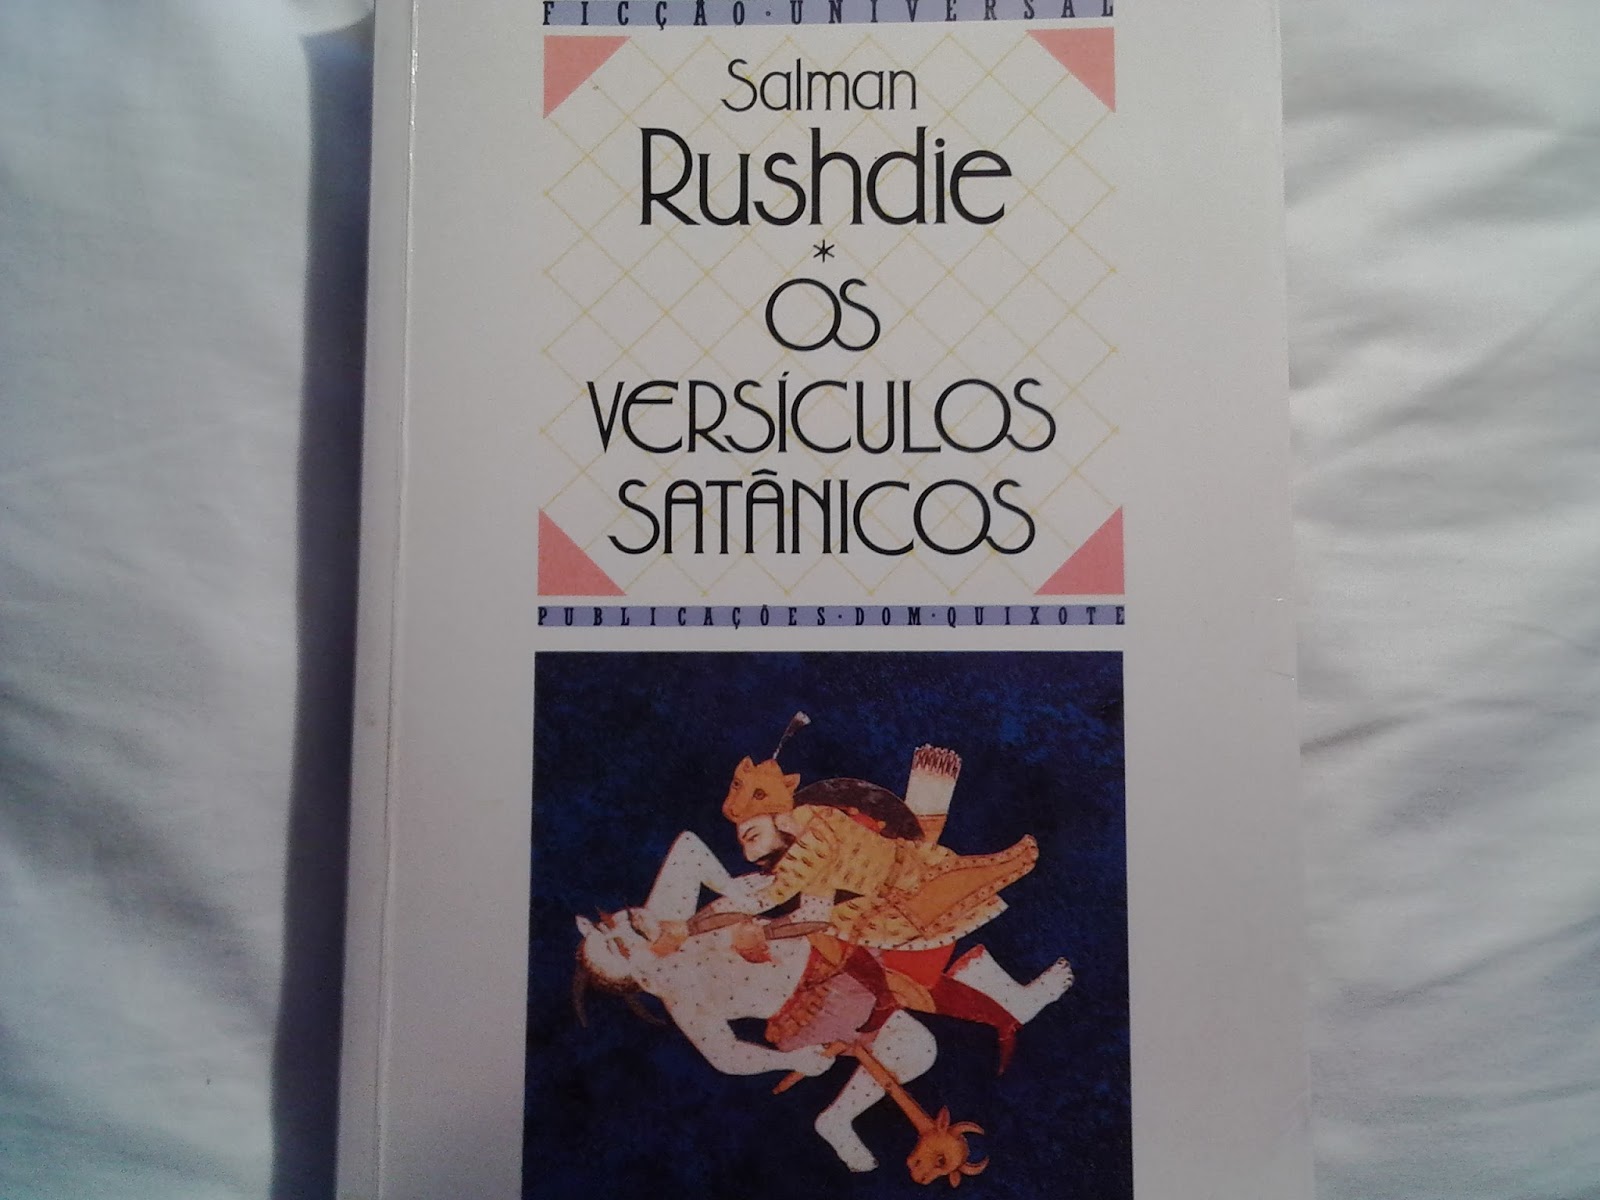 FICÇÃO·UNIVERSAL
Salman
Rushdie
*
OS
VERSÍCULOS
SATÂNICOS
PUBLICAÇÕES·DOM·QUIXOTE